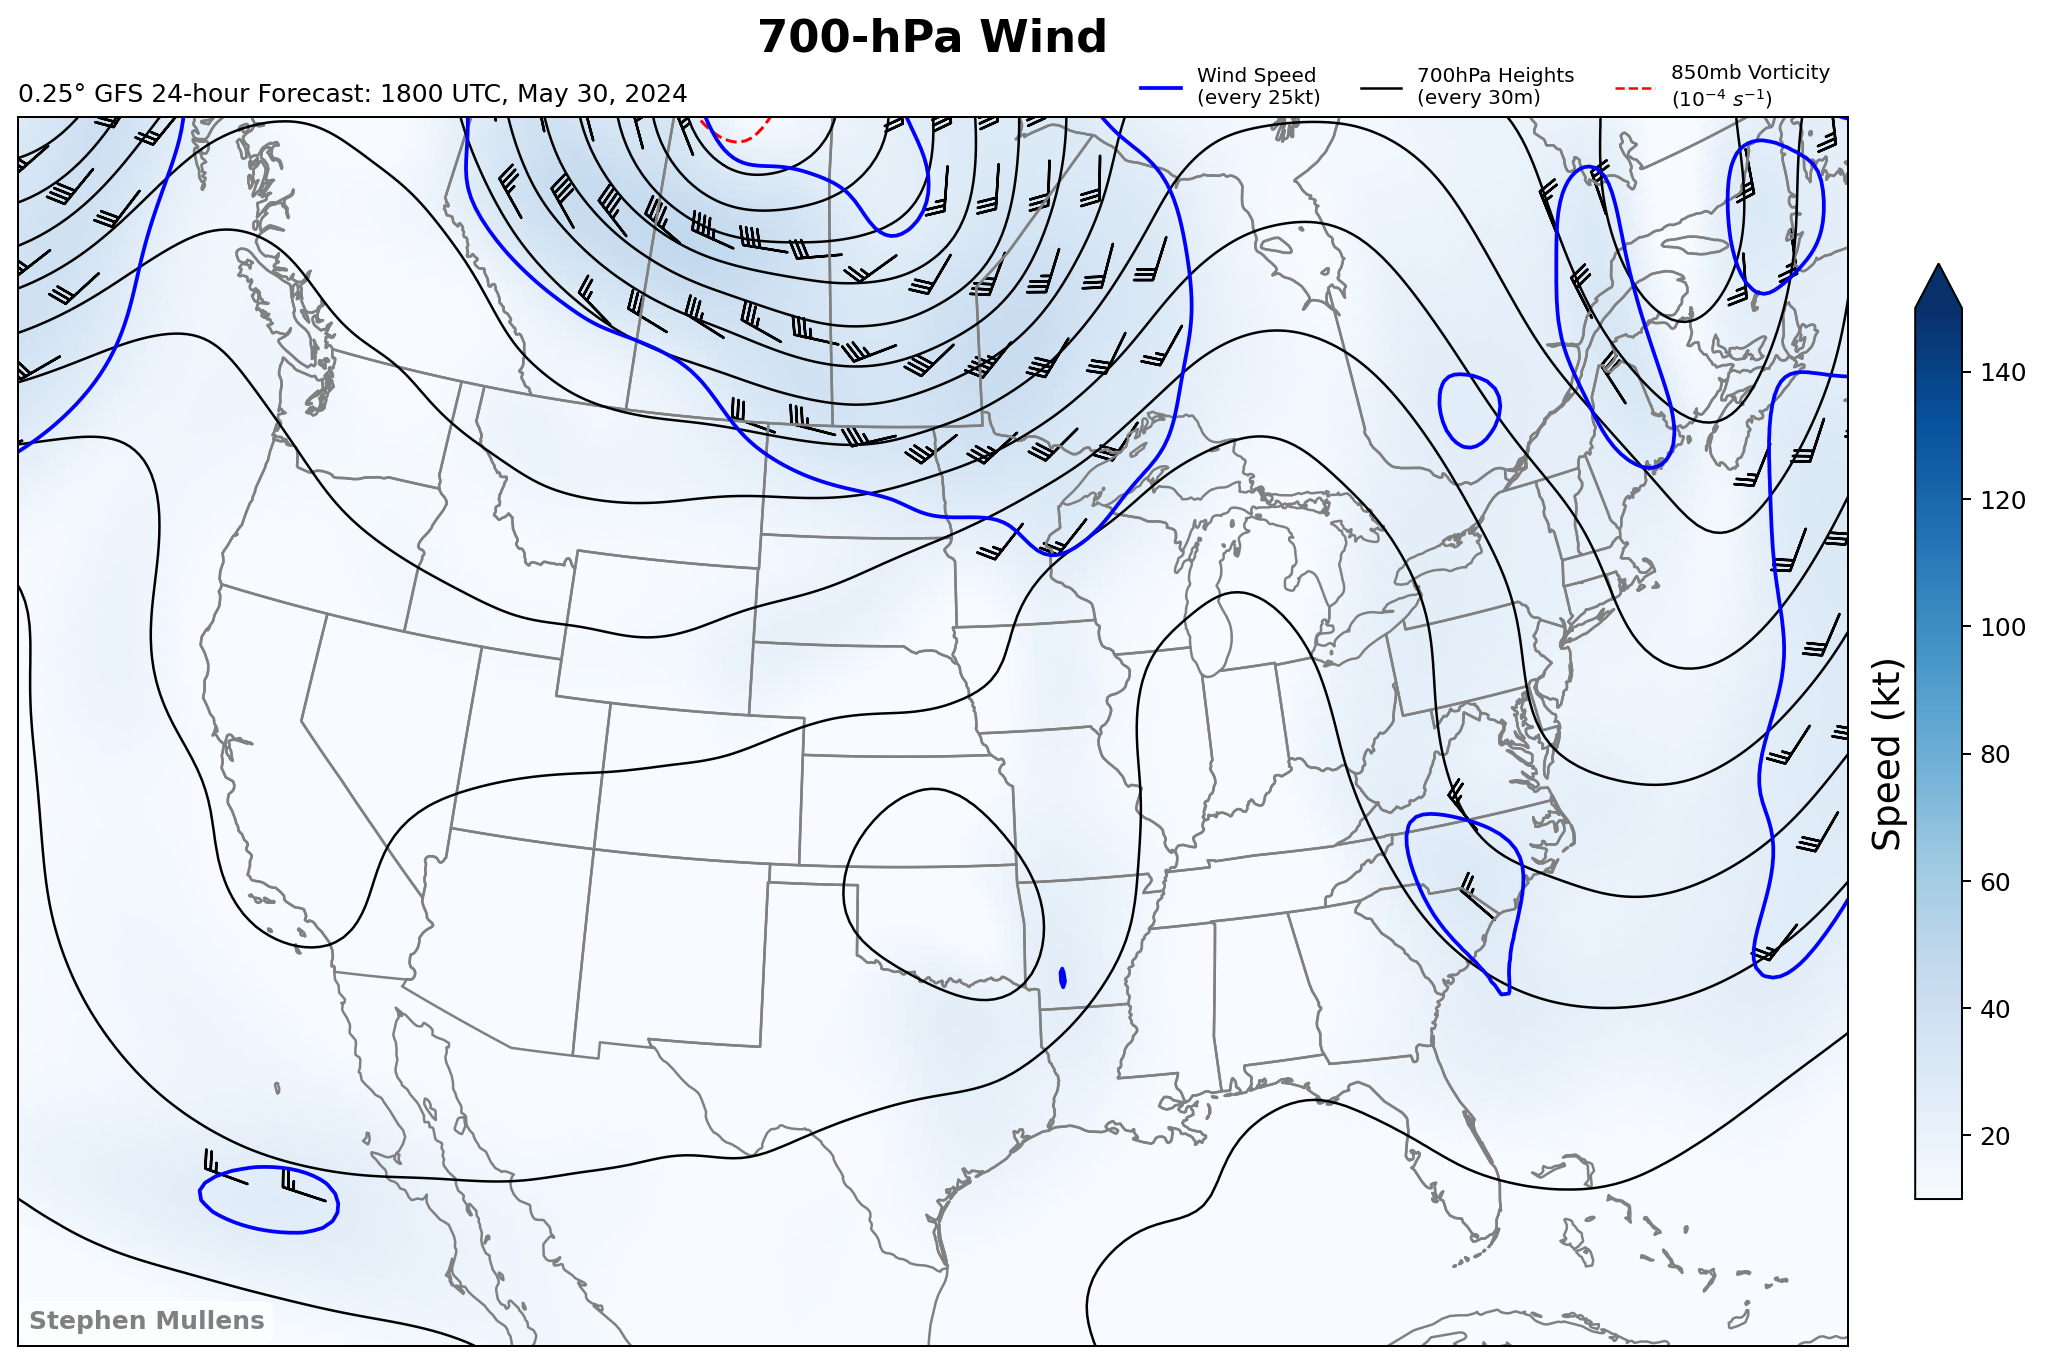 700-hPa Wind
0.25° GFS 24-hour Forecast: 1800 UTC, May 30, 2024
Wind Speed
(every 25kt)
700hPa Heights
(every 30m)
850mb Vorticity
(10⁻⁴ s⁻¹)
140
120
100
80
60
40
20
Speed (kt)
Stephen Mullens